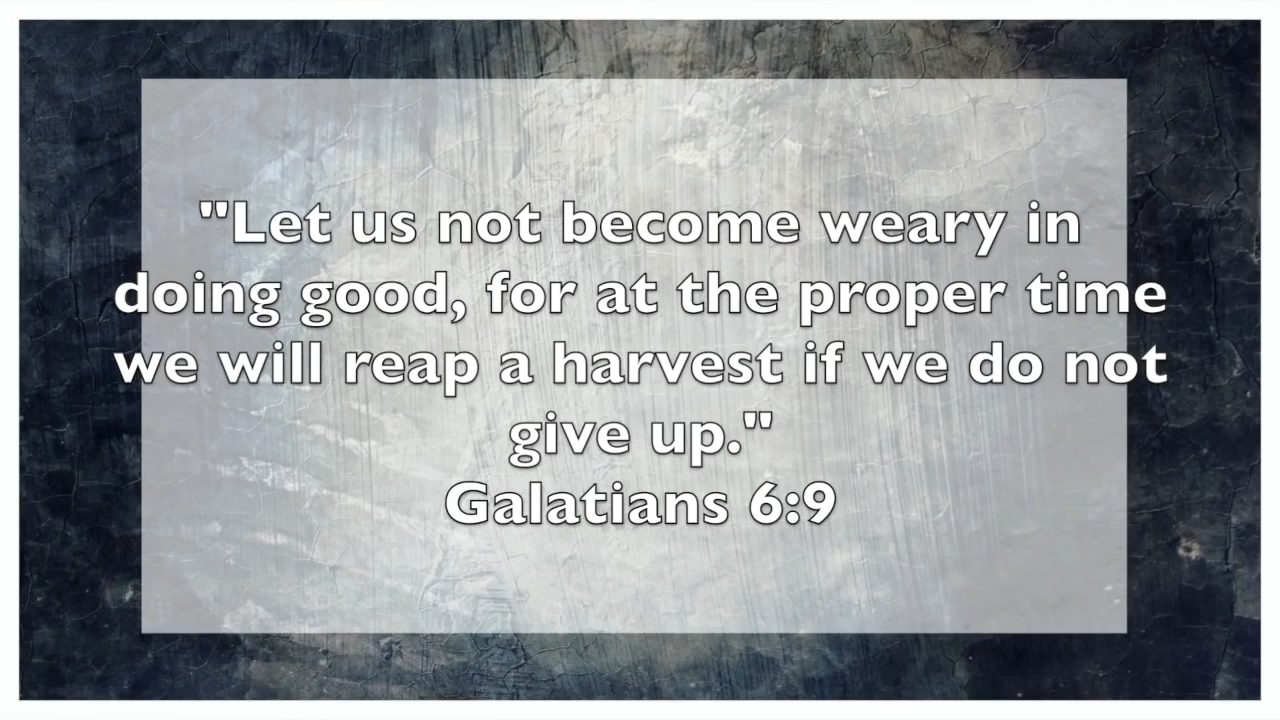 "Let us not become weary in
doing good, for at the proper time
we will reap a harvest if we do not
give up."
Galatians 6:9